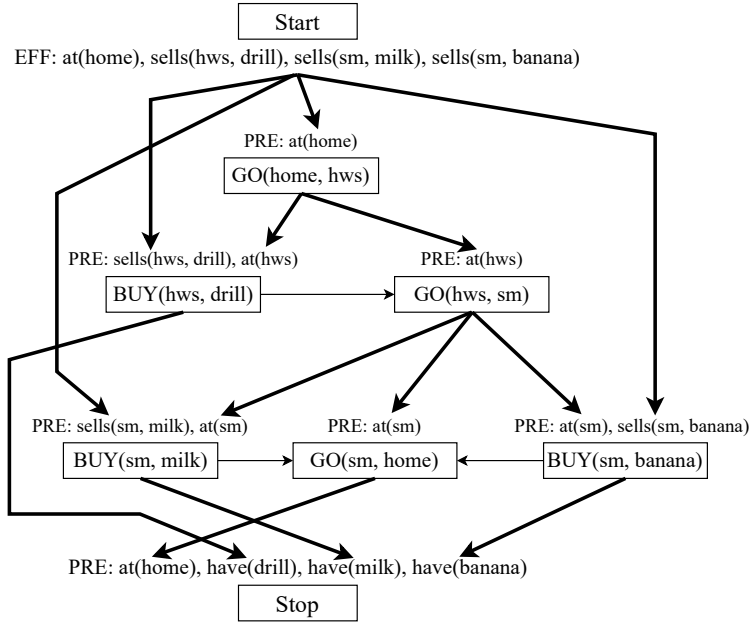 Start
EFF: at(home), sells(hws, drill), sells(sm, milk), sells(sm, banana)
PRE: at(home)
GO(home, hws)
PRE: sells(hws, drill), at(hws)
PRE: at(hws)
BUY(hws, drill)
GO(hws, sm)
PRE: sells(sm, milk), at(sm)
PRE: at(sm)
PRE: at(sm), sells(sm, banana)
BUY(sm, milk)
GO(sm, home)
BUY(sm, banana)
PRE: at(home), have(drill), have(milk), have(banana)
Stop